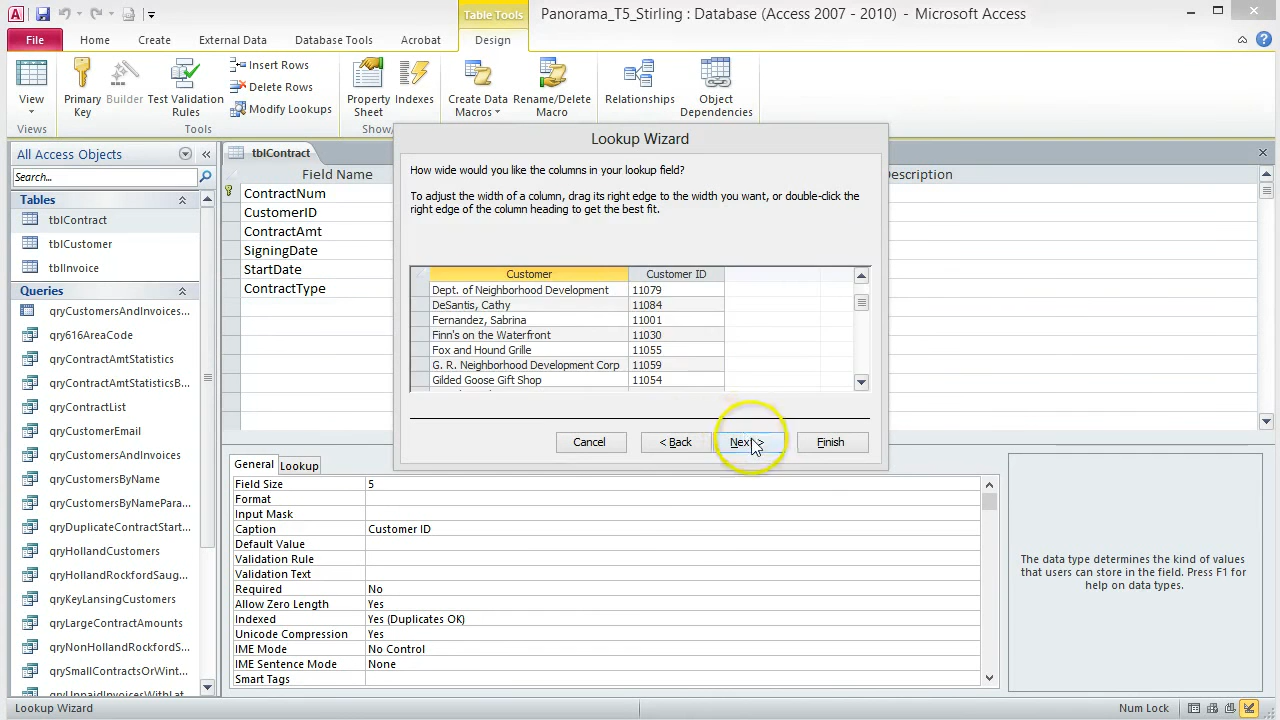 Panorama_T5_Stirling : Database (Access 2007 - 2010) - Microsoft Access
Table Tools
File Home Create External Data Database Tools Acrobat Design
View
Primary Key
Builder
Test Validation Rules
Insert Rows
Delete Rows
Modify Lookups
Property Sheet
Indexes
Create Data Macros
Rename/Delete Macro
Relationships
Object Dependencies
Views
Tools
Show/
All Access Objects
Search...
Tables
tblContract
tblCustomer
tblInvoice
Queries
qryCustomersAndInvoices...
qry616AreaCode
qryContractAmtStatistics
qryContractAmtStatisticsB...
qryContractList
qryCustomerEmail
qryCustomersAndInvoices
qryCustomersByName
qryCustomersByNamePara...
qryDuplicateContractStart...
qryHollandCustomers
qryHollandRockfordSaug...
qryKeyLansingCustomers
qryLargeContractAmounts
qryNonHollandRockfordS...
qrySmallContractsOrWint...
qryUnpaidInvoicesWithLat...
tblContract
Field Name
Description
ContractNum
CustomerID
ContractAmt
SigningDate
StartDate
ContractType
Lookup Wizard
How wide would you like the columns in your lookup field?
To adjust the width of a column, drag its right edge to the width you want, or double-click the
right edge of the column heading to get the best fit.
Customer Customer ID
Dept. of Neighborhood Development 11079
DeSantis, Cathy 11084
Fernandez, Sabrina 11001
Finn's on the Waterfront 11030
Fox and Hound Grille 11055
G. R. Neighborhood Development Corp 11059
Gilded Goose Gift Shop 11054
Cancel < Back Next > Finish
General Lookup
Field Size 5
Format
Input Mask
Caption Customer ID
Default Value
Validation Rule
Validation Text
Required No
Allow Zero Length Yes
Indexed Yes (Duplicates OK)
Unicode Compression Yes
IME Mode No Control
IME Sentence Mode None
Smart Tags
The data type determines the kind of values
that users can store in the field. Press F1 for
help on data types.
Lookup Wizard
Num Lock